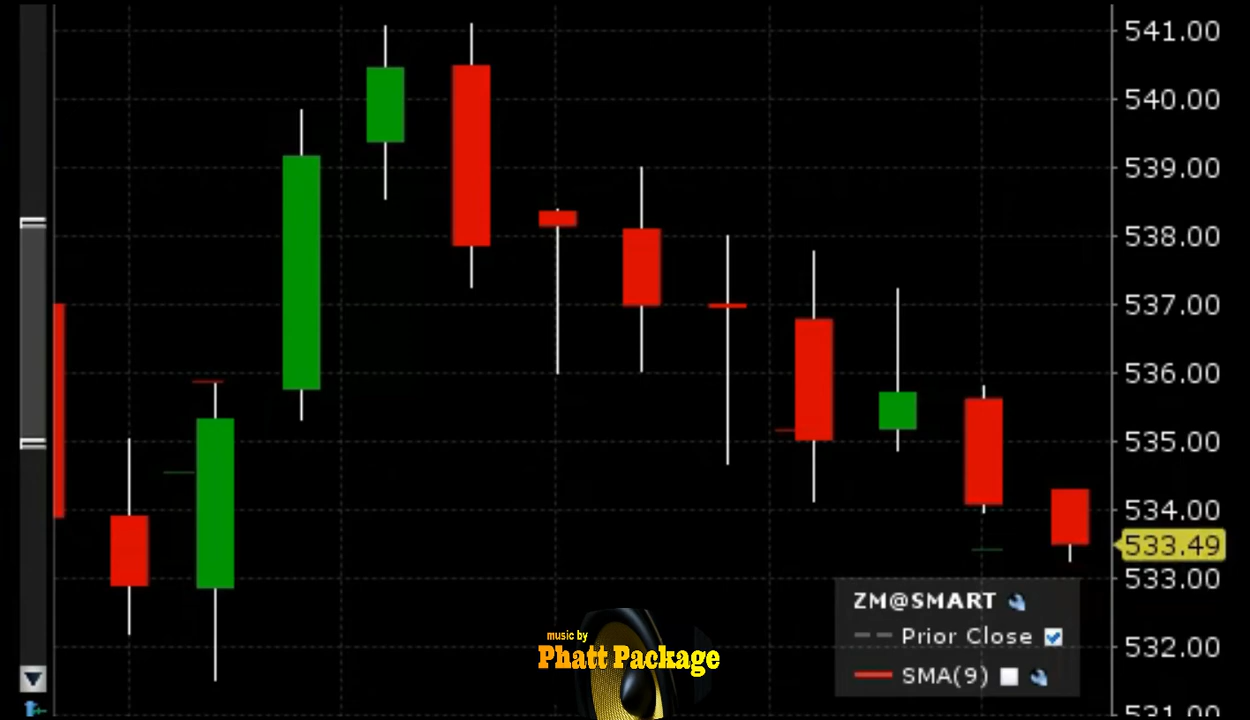 541.00
540.00
539.00
538.00
537.00
536.00
535.00
534.00
533.49
533.00
ZM@SMART
Prior Close
SMA(9)
532.00
531.00
music by
Phatt Package